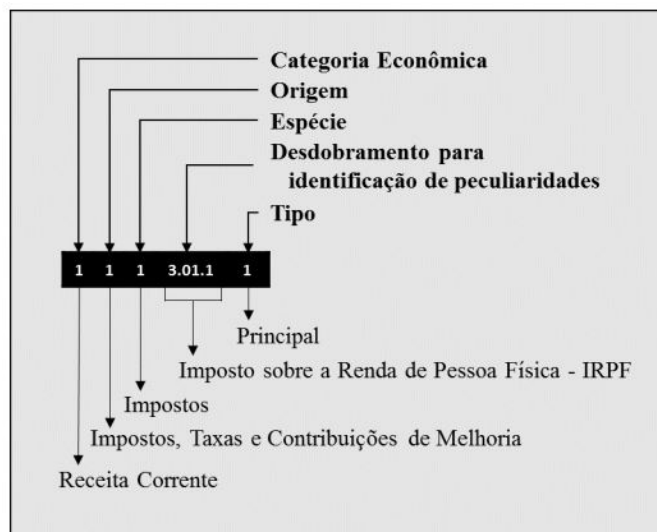 Categoria Econômica
Origem
Espécie
Desdobramento para
identificação de peculiaridades
Tipo
1 1 1 3.01.1 1
Principal
Imposto sobre a Renda de Pessoa Física - IRPF
Impostos
Impostos, Taxas e Contribuições de Melhoria
Receita Corrente